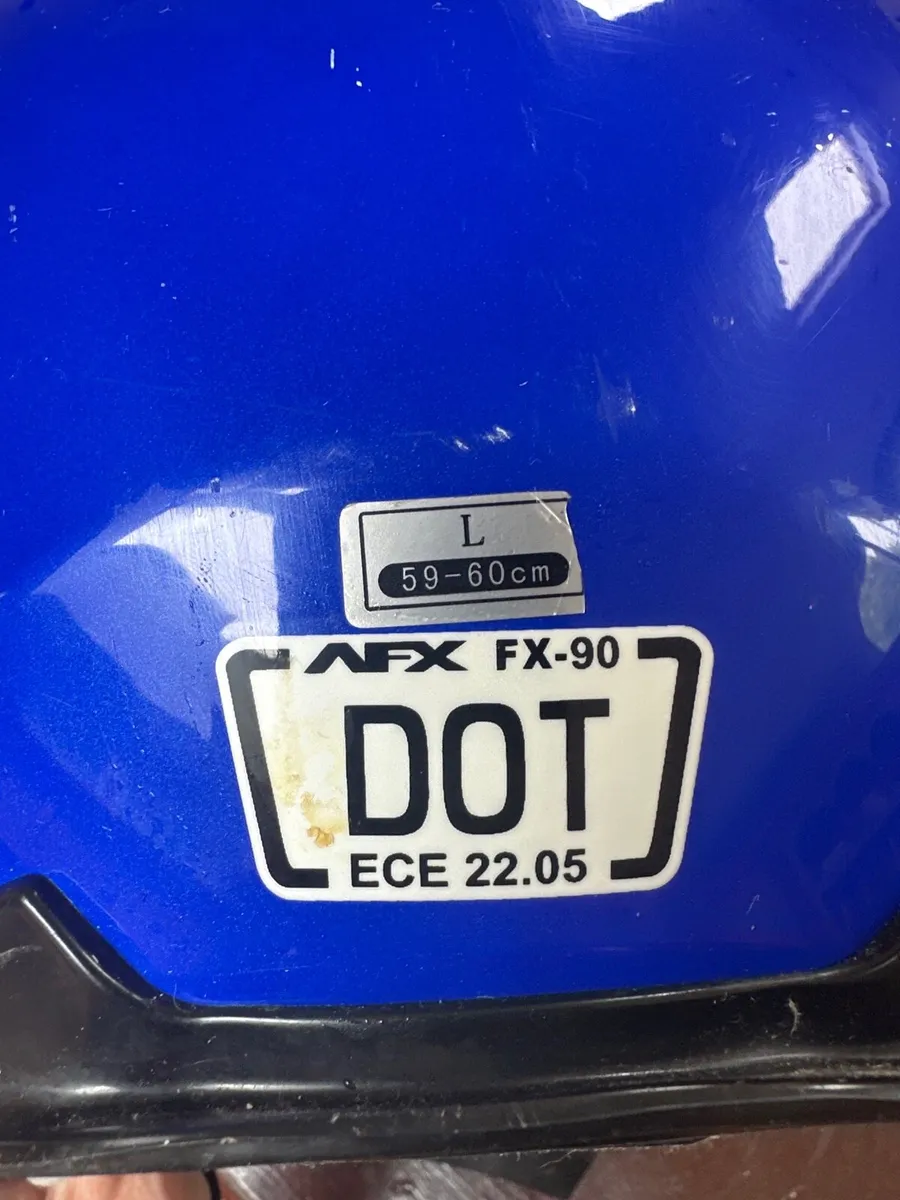 L
59-60cm
AFX FX-90
DOT
ECE 22.05